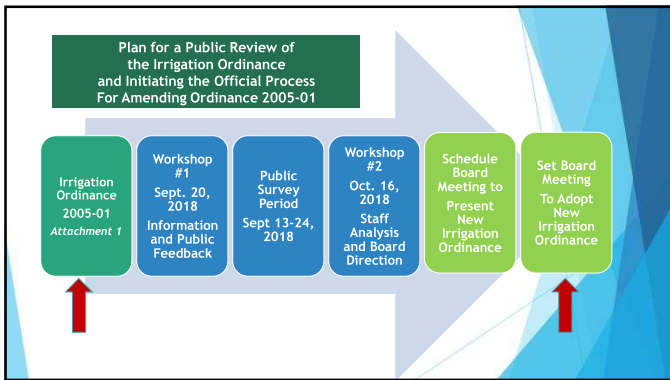 Plan for a Public Review of
the Irrigation Ordinance
and Initiating the Official Process
For Amending Ordinance 2005-01
Irrigation
Ordinance
2005-01
Attachment 1
Workshop
#1
Sept. 20,
2018
Information
and Public
Feedback
Public
Survey
Period
Sept 13-24,
2018
Workshop
#2
Oct. 16,
2018
Staff
Analysis
and Board
Direction
Schedule
Board
Meeting to
Present
New
Irrigation
Ordinance
Set Board
Meeting
To Adopt
New
Irrigation
Ordinance